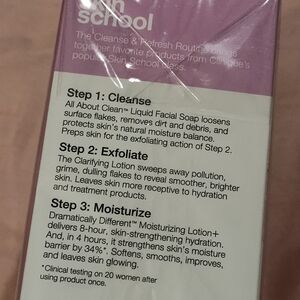 skin
school
The Cleanse & Refresh Routine brings
together favorite products from Clinique's
popular Skin School class.
Step 1: Cleanse
All About Clean™ Liquid Facial Soap loosens
surface flakes, removes dirt and debris, and
protects skin's natural moisture balance.
Preps skin for the exfoliating action of Step 2.
Step 2: Exfoliate
The Clarifying Lotion sweeps away pollution,
grime, dulling flakes to reveal smoother, brighter
skin. Leaves skin more receptive to hydration
and treatment products.
Step 3: Moisturize
Dramatically Different™ Moisturizing Lotion+
delivers 8-hour, skin-strengthening hydration.
And, in 4 hours, it strengthens skin's moisture
barrier by 34%*. Softens, smooths, improves,
and leaves skin glowing.
*Clinical testing on 20 women after
using product once.